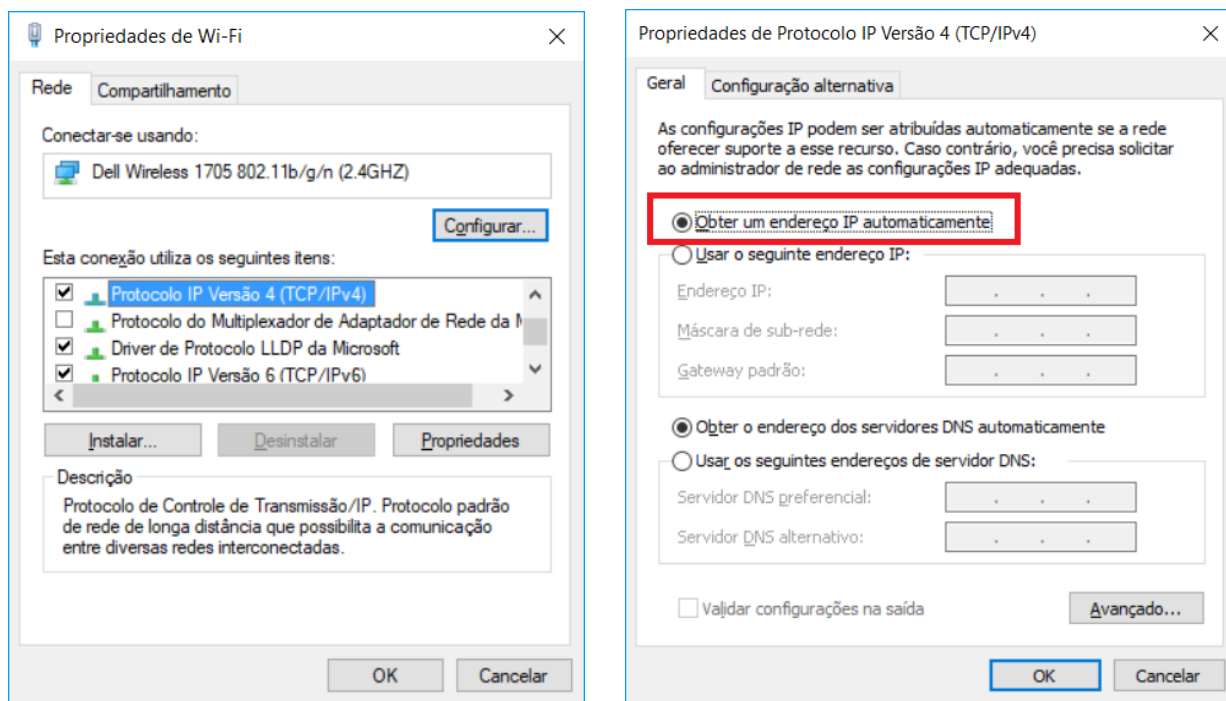 Propriedades de Wi-Fi
Rede
Compartilhamento
Conectar-se usando:
Dell Wireless 1705 802.11b/g/n (2.4GHZ)
Configurar...
Esta conexão utiliza os seguintes itens:
Protocolo IP Versão 4 (TCP/IPv4)
Protocolo do Multiplexador de Adaptador de Rede da
Driver de Protocolo LLDP da Microsoft
Protocolo IP Versão 6 (TCP/IPv6)
Instalar...
Desinstalar
Propriedades
Descrição
Protocolo de Controle de Transmissão/IP. Protocolo padrão
de rede de longa distância que possibilita a comunicação
entre diversas redes interconectadas.
OK
Cancelar
Propriedades de Protocolo IP Versão 4 (TCP/IPv4)
Geral
Configuração alternativa
As configurações IP podem ser atribuídas automaticamente se a rede
oferecer suporte a esse recurso. Caso contrário, você precisa solicitar
ao administrador de rede as configurações IP adequadas.
Obter um endereço IP automaticamente
Usar o seguinte endereço IP:
Endereço IP:
Máscara de sub-rede:
Gateway padrão:
Obter o endereço dos servidores DNS automaticamente
Usar os seguintes endereços de servidor DNS:
Servidor DNS preferencial:
Servidor DNS alternativo:
Validar configurações na saída
Avançado...
OK
Cancelar